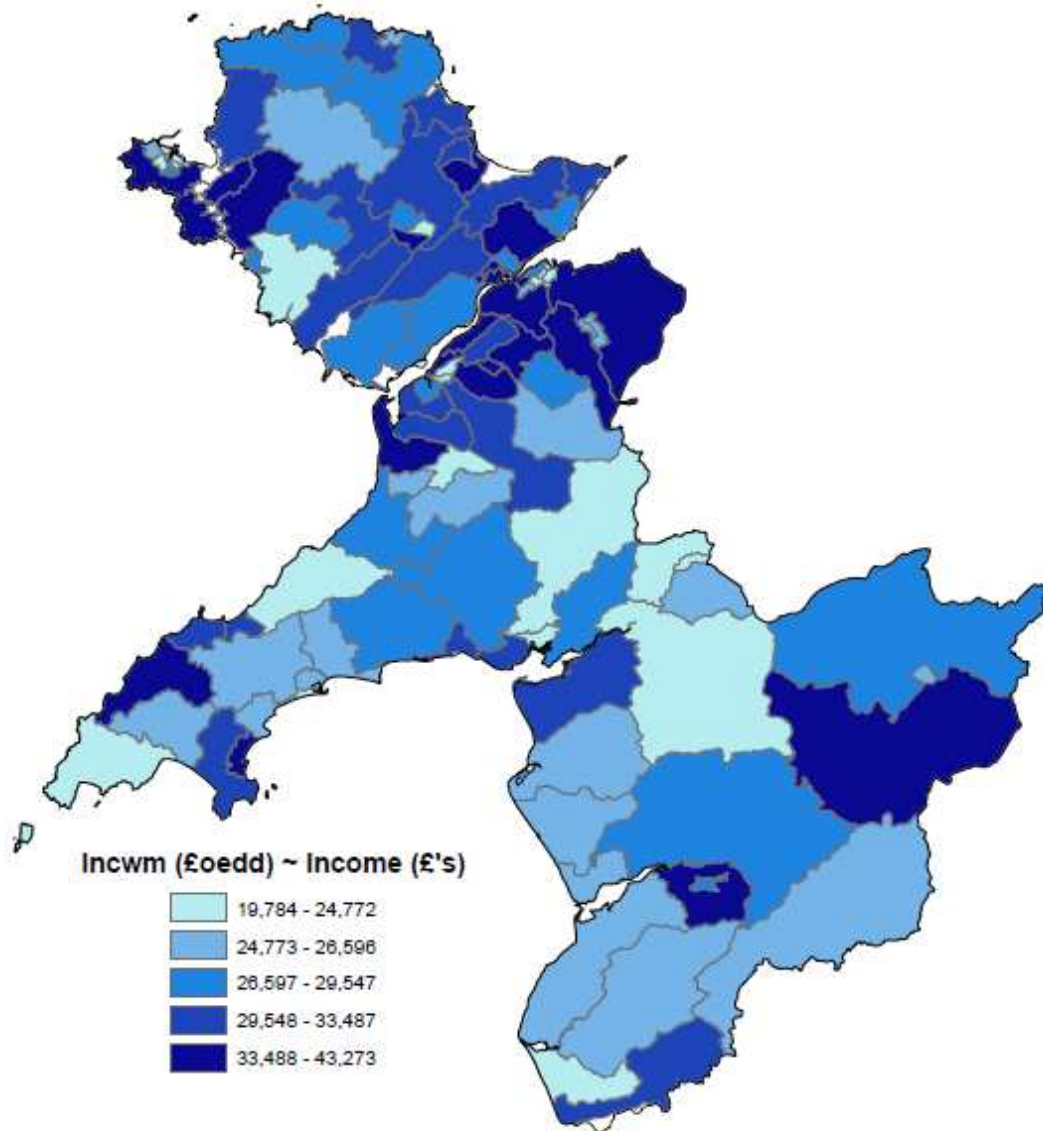 Incwm (£oedd) ~ Income (£'s)
19,784 - 24,772
24,773 - 26,596
26,597 - 29,547
29,548 - 33,487
33,488 - 43,273